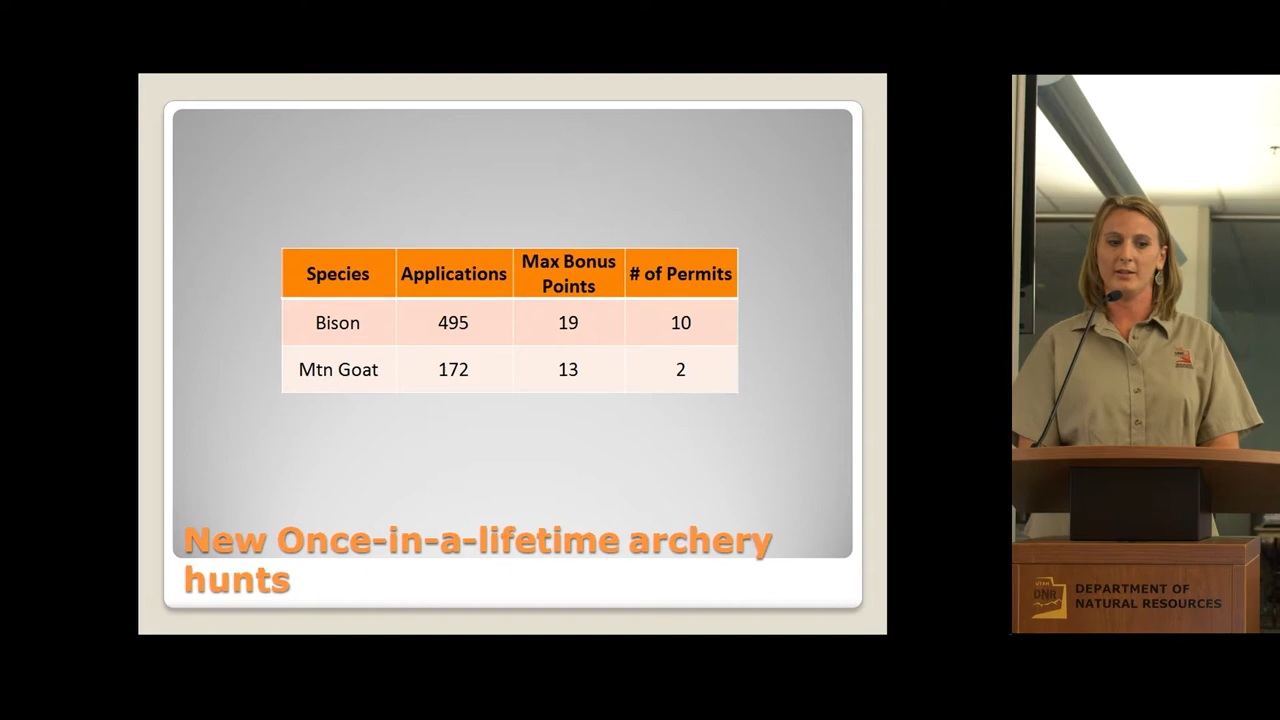 Species Applications Max Bonus Points # of Permits
Bison 495 19 10
Mtn Goat 172 13 2
New Once-in-a-lifetime archery
hunts
UTAH
DNR
DEPARTMENT OF
NATURAL RESOURCES